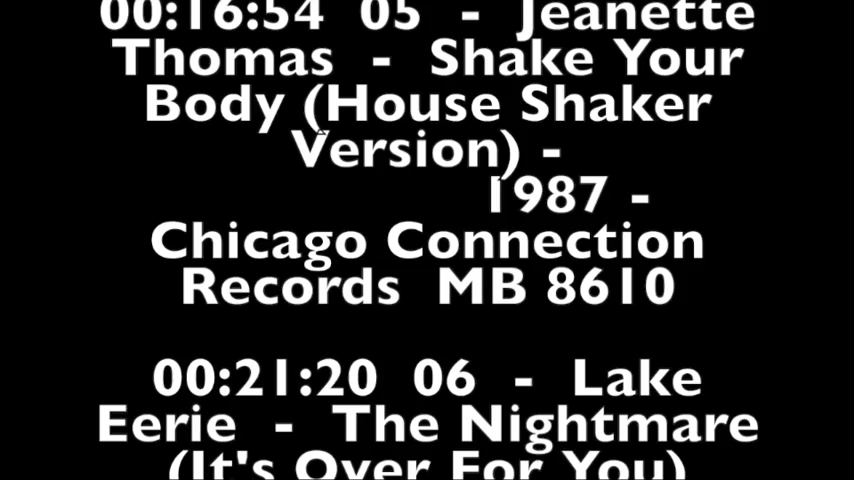 00:16:54 05 - Jeanette
Thomas - Shake Your
Body (House Shaker
Version) -
1987 -
Chicago Connection
Records MB 8610
00:21:20 06 - Lake
Eerie - The Nightmare
(It's Over For You)